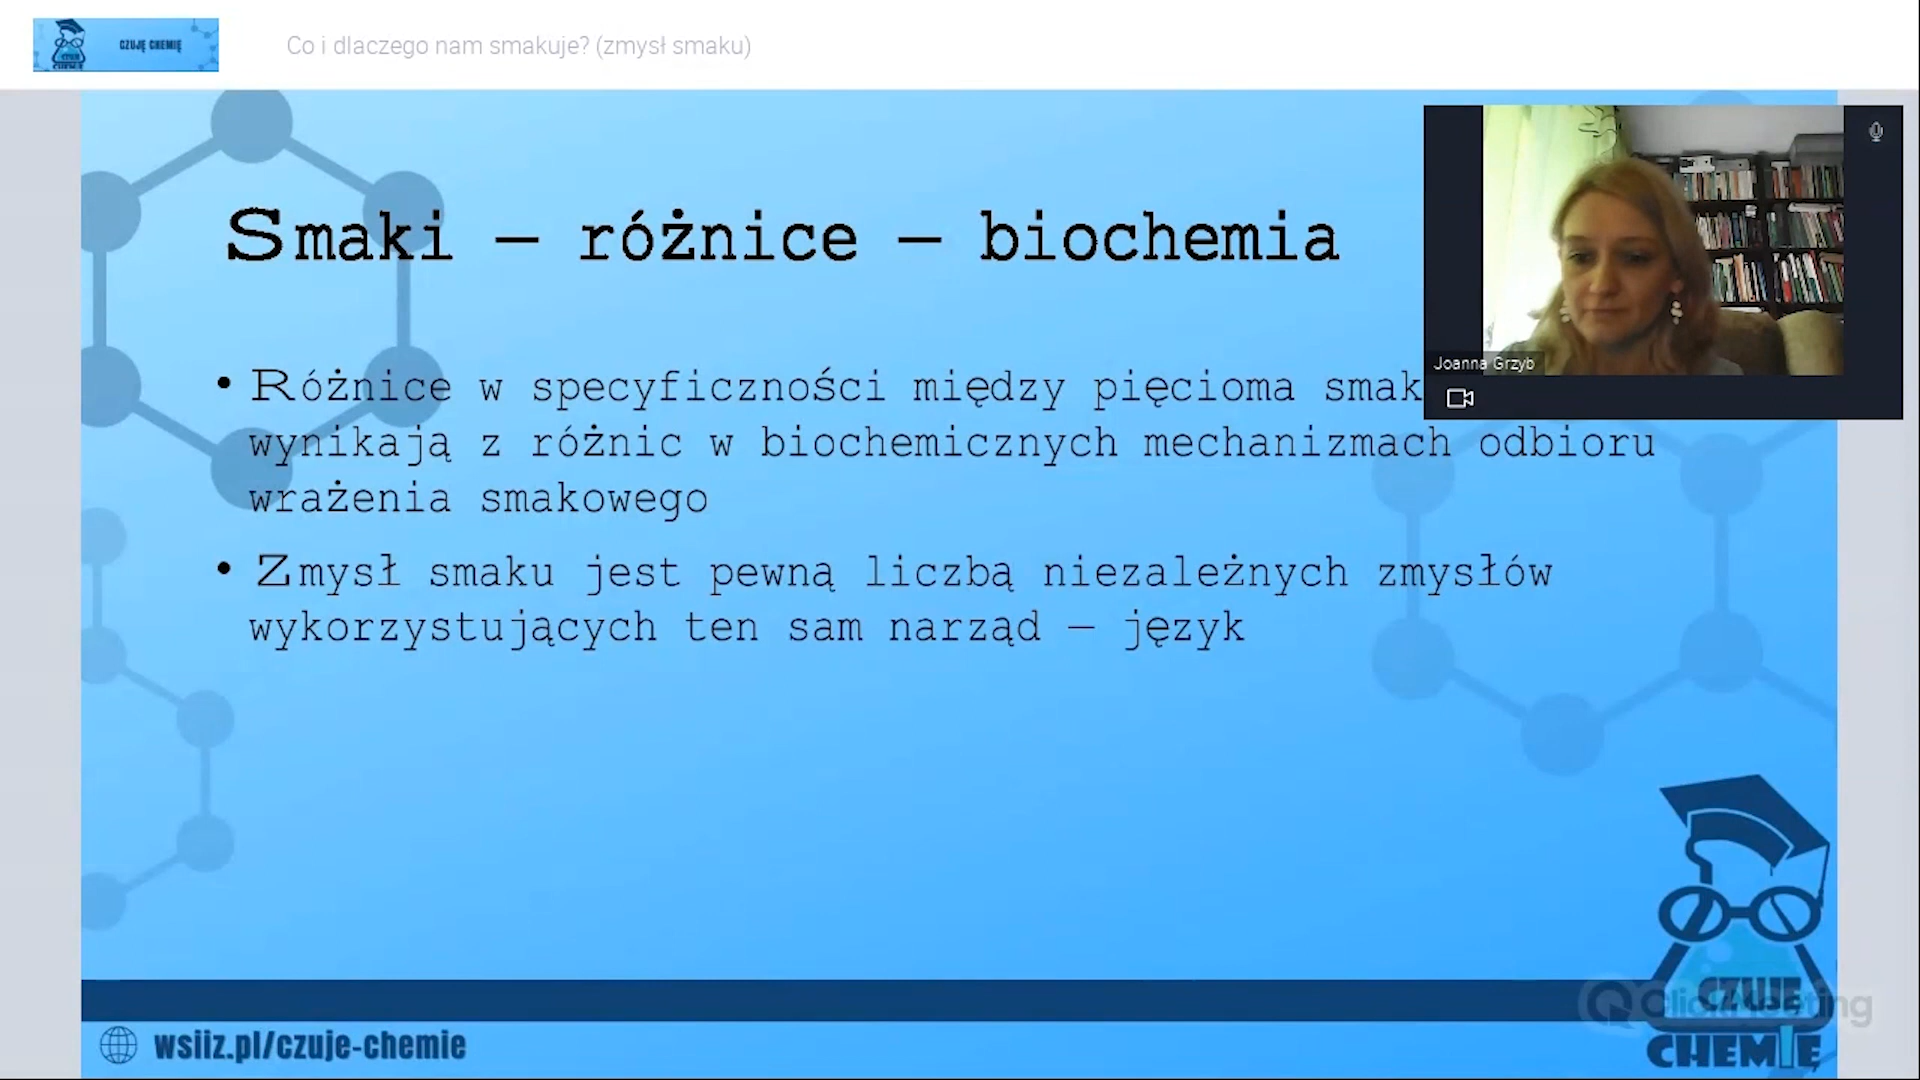 CZUJĘ CHEMIĘ
Co i dlaczego nam smakuje? (zmysł smaku)
Smaki – różnice – biochemia
Joanna Grzyb
• Różnice w specyficzności między pięcioma smak
wynikają z różnic w biochemicznych mechanizmach odbioru
wrażenia smakowego
• Zmysł smaku jest pewną liczbą niezależnych zmysłów
wykorzystujących ten sam narząd – język
CZUJĘ
CHEMIĘ
ClickMeeting
wsiiz.pl/czuje-chemie